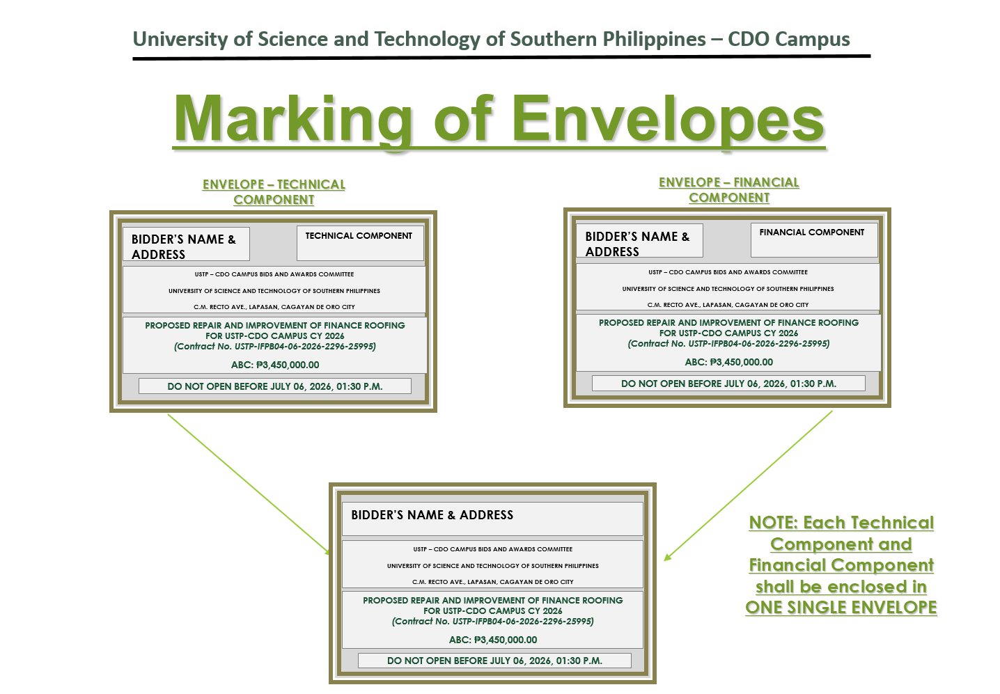 University of Science and Technology of Southern Philippines – CDO Campus
Marking of Envelopes
ENVELOPE – TECHNICAL
COMPONENT
BIDDER'S NAME &
ADDRESS
TECHNICAL COMPONENT
USTP – CDO CAMPUS BIDS AND AWARDS COMMITTEE
UNIVERSITY OF SCIENCE AND TECHNOLOGY OF SOUTHERN PHILIPPINES
C.M. RECTO AVE., LAPASAN, CAGAYAN DE ORO CITY
PROPOSED REPAIR AND IMPROVEMENT OF FINANCE ROOFING
FOR USTP-CDO CAMPUS CY 2026
(Contract No. USTP-IFPB04-06-2026-2296-25995)
ABC: ₱3,450,000.00
DO NOT OPEN BEFORE JULY 06, 2026, 01:30 P.M.
ENVELOPE – FINANCIAL
COMPONENT
BIDDER'S NAME &
ADDRESS
FINANCIAL COMPONENT
USTP – CDO CAMPUS BIDS AND AWARDS COMMITTEE
UNIVERSITY OF SCIENCE AND TECHNOLOGY OF SOUTHERN PHILIPPINES
C.M. RECTO AVE., LAPASAN, CAGAYAN DE ORO CITY
PROPOSED REPAIR AND IMPROVEMENT OF FINANCE ROOFING
FOR USTP-CDO CAMPUS CY 2026
(Contract No. USTP-IFPB04-06-2026-2296-25995)
ABC: ₱3,450,000.00
DO NOT OPEN BEFORE JULY 06, 2026, 01:30 P.M.
BIDDER'S NAME & ADDRESS
USTP – CDO CAMPUS BIDS AND AWARDS COMMITTEE
UNIVERSITY OF SCIENCE AND TECHNOLOGY OF SOUTHERN PHILIPPINES
C.M. RECTO AVE., LAPASAN, CAGAYAN DE ORO CITY
PROPOSED REPAIR AND IMPROVEMENT OF FINANCE ROOFING
FOR USTP-CDO CAMPUS CY 2026
(Contract No. USTP-IFPB04-06-2026-2296-25995)
ABC: ₱3,450,000.00
DO NOT OPEN BEFORE JULY 06, 2026, 01:30 P.M.
NOTE: Each Technical
Component and
Financial Component
shall be enclosed in
ONE SINGLE ENVELOPE